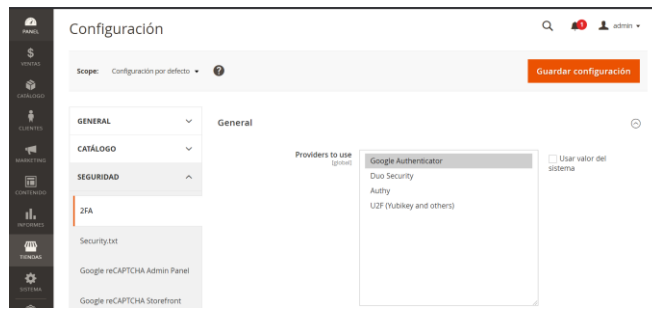 PANEL
VENTAS
CATÁLOGO
CLIENTES
MARKETING
CONTENIDO
INFORMES
TIENDAS
SISTEMA
Configuración
1
admin
Scope: Configuración por defecto
?
Guardar configuración
GENERAL
CATÁLOGO
SEGURIDAD
2FA
Security.txt
Google reCAPTCHA Admin Panel
Google reCAPTCHA Storefront
General
Providers to use
[global]
Google Authenticator
Duo Security
Authy
U2F (Yubikey and others)
Usar valor del
sistema